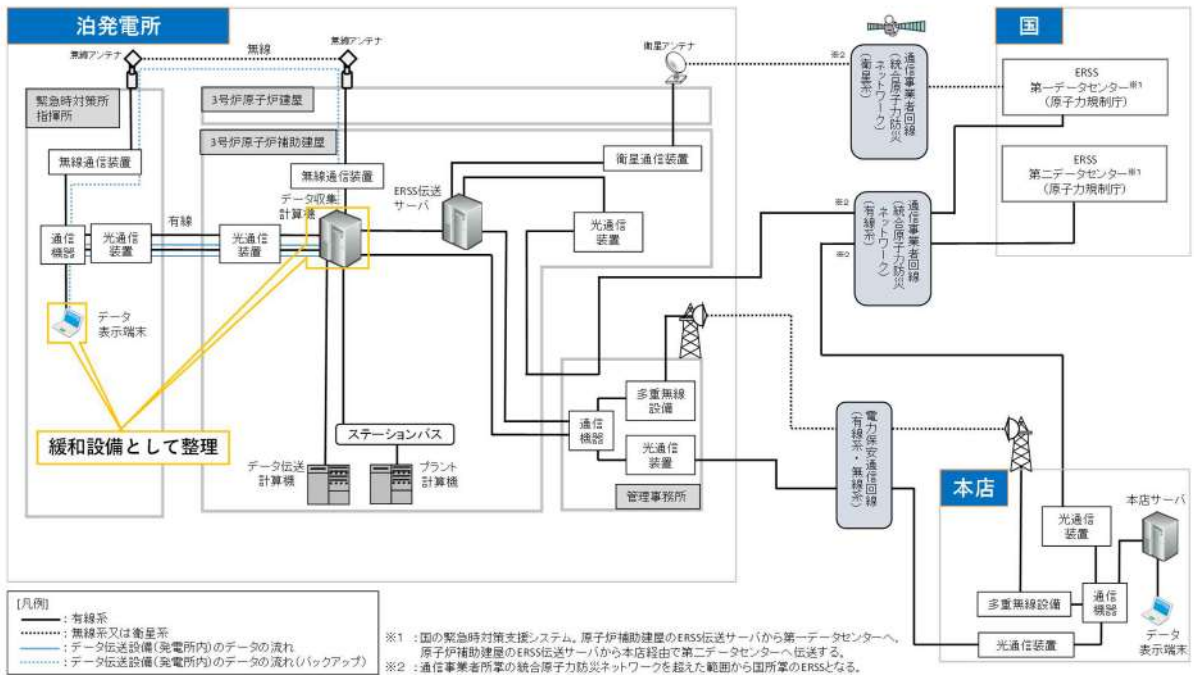 泊発電所
国
無線アンテナ
無線
無線アンテナ
衛星アンテナ
※2
通信事業者回線
(統合原子力防災
ネットワーク)
(衛星系)
ERSS
第一データセンター※1
(原子力規制庁)
緊急時対策所
指揮所
3号炉原子炉建屋
3号炉原子炉補助建屋
無線通信装置
無線通信装置
衛星通信装置
ERSS
第二データセンター※1
(原子力規制庁)
データ収集
計算機
ERSS伝送
サーバ
有線
通信
機器
光通信
装置
光通信
装置
光通信
装置
※2
※2
通信事業者回線
(統合原子力防災
ネットワーク)
(有線系)
データ
表示端末
緩和設備として整理
ステーションバス
データ伝送
計算機
プラント
計算機
多重無線
設備
通信
機器
光通信
装置
管理事務所
電力保安通信回線
(有線系・無線系)
本店
光通信
装置
本店サーバ
多重無線設備
通信
機器
光通信装置
データ
表示端末
[凡例]
:有線系
:無線系又は衛星系
:データ伝送設備(発電所内)のデータの流れ
:データ伝送設備(発電所内)のデータの流れ(バックアップ)
※1 :国の緊急時対策支援システム。原子炉補助建屋のERSS伝送サーバから第一データセンターへ、
原子炉補助建屋のERSS伝送サーバから本店経由で第二データセンターへ伝送する。
※2 :通信事業者所掌の統合原子力防災ネットワークを超えた範囲から国所掌のERSSとなる。